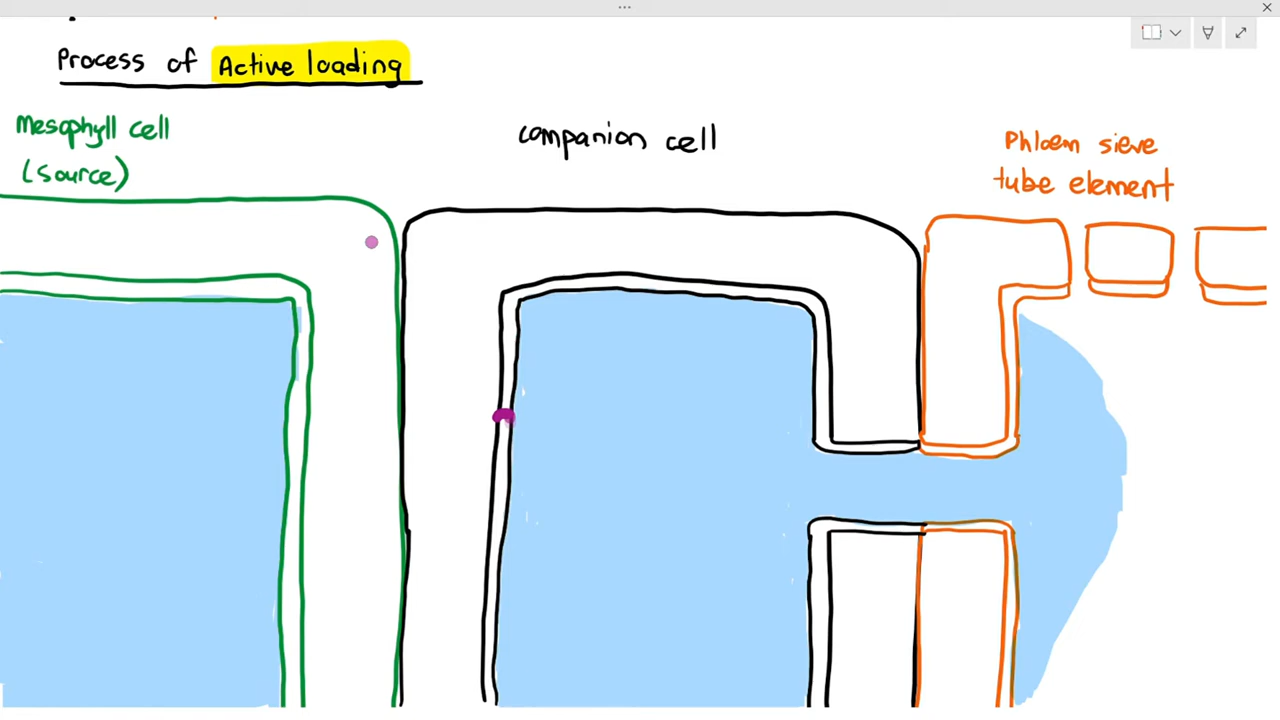 Process of Active loading
Mesophyll cell
(source)
companion cell
Phloem sieve
tube element